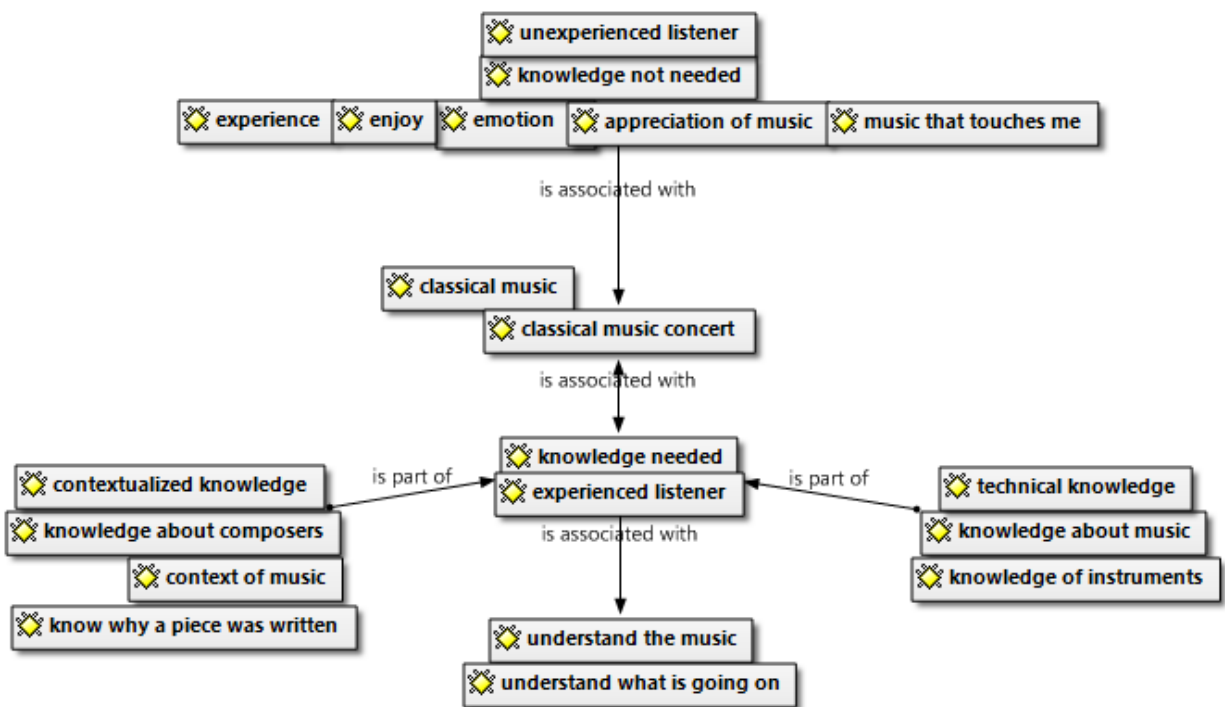 unexperienced listener
knowledge not needed
experience
enjoy
emotion
appreciation of music
music that touches me
is associated with
classical music
classical music concert
is associated with
knowledge needed
experienced listener
is part of
contextualized knowledge
knowledge about composers
context of music
know why a piece was written
is part of
technical knowledge
knowledge about music
knowledge of instruments
is associated with
understand the music
understand what is going on